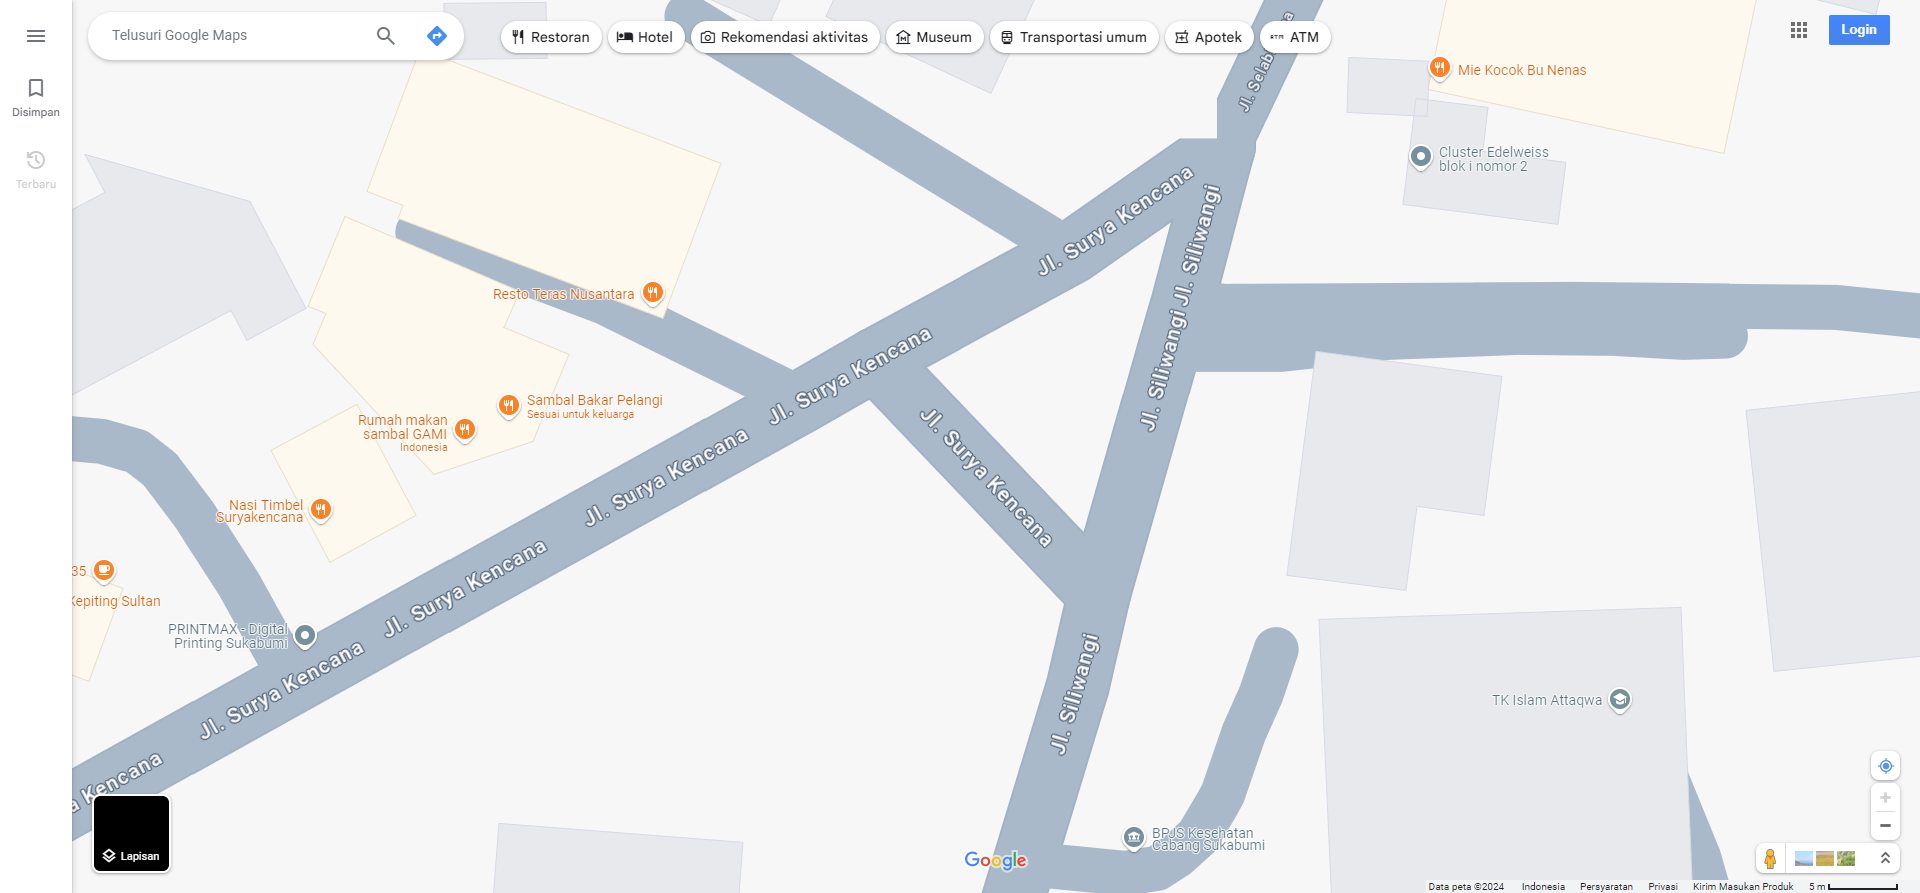 Telusuri Google Maps
Restoran
Hotel
Rekomendasi aktivitas
Museum
Transportasi umum
Apotek
ATM
Login
Disimpan
Terbaru
Mie Kocok Bu Nenas
Cluster Edelweiss
blok i nomor 2
Jl. Surya Kencana
Jl. Siliwangi
Jl. Siliwangi
Resto Teras Nusantara
Jl. Surya Kencana
Sambal Bakar Pelangi
Sesuai untuk keluarga
Rumah makan
sambal GAMI
Indonesia
Jl. Surya Kencana
Jl. Surya Kencana
Nasi Timbel
Suryakencana
Jl. Surya Kencana
35
Kepiting Sultan
PRINTMAX - Digital
Printing Sukabumi
Jl. Surya Kencana
Jl. Siliwangi
TK Islam Attaqwa
a Kencana
BPJS Kesehatan
Cabang Sukabumi
Lapisan
Google
Data peta ©2024
Indonesia
Persyaratan
Privasi
Kirim Masukan Produk
5 m